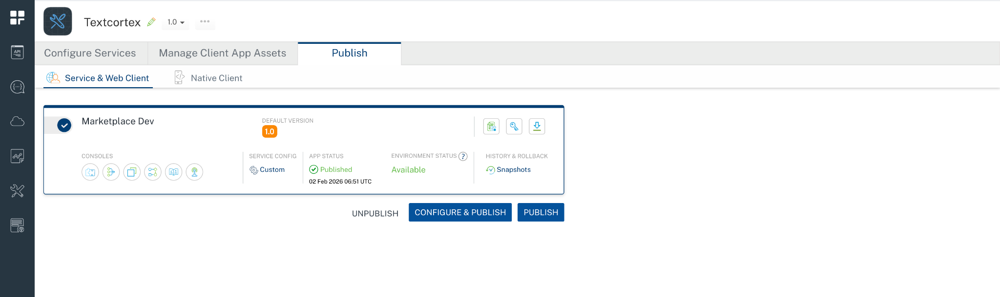 Textcortex 1.0
API
Configure Services Manage Client App Assets Publish
Service & Web Client Native Client
Marketplace Dev
DEFAULT VERSION
1.0
CONSOLES
SERVICE CONFIG
Custom
APP STATUS
Published
02 Feb 2026 06:51 UTC
ENVIRONMENT STATUS ?
Available
HISTORY & ROLLBACK
Snapshots
UNPUBLISH CONFIGURE & PUBLISH PUBLISH